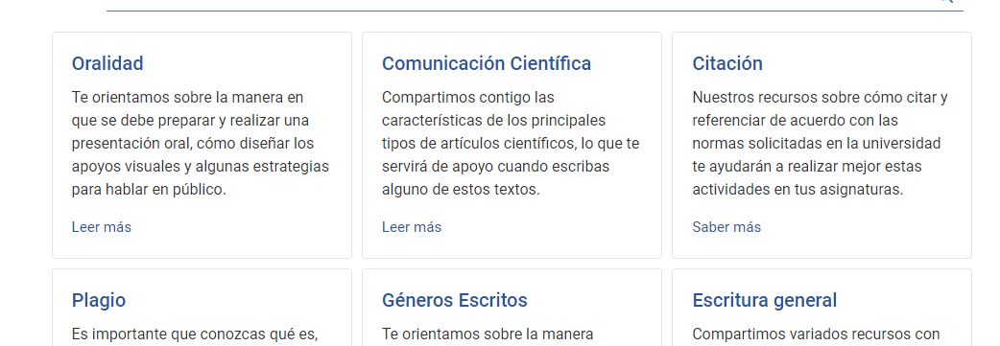 Oralidad
Te orientamos sobre la manera en
que se debe preparar y realizar una
presentación oral, cómo diseñar los
apoyos visuales y algunas estrategias
para hablar en público.
Leer más
Comunicación Científica
Compartimos contigo las
características de los principales
tipos de artículos científicos, lo que te
servirá de apoyo cuando escribas
alguno de estos textos.
Leer más
Citación
Nuestros recursos sobre cómo citar y
referenciar de acuerdo con las
normas solicitadas en la universidad
te ayudarán a realizar mejor estas
actividades en tus asignaturas.
Saber más
Plagio
Es importante que conozcas qué es,
Géneros Escritos
Te orientamos sobre la manera
Escritura general
Compartimos variados recursos con